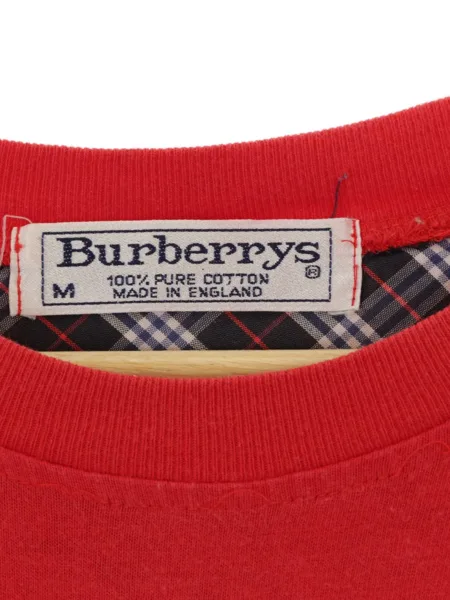 Burberrys
®
M 100% PURE COTTON
MADE IN ENGLAND